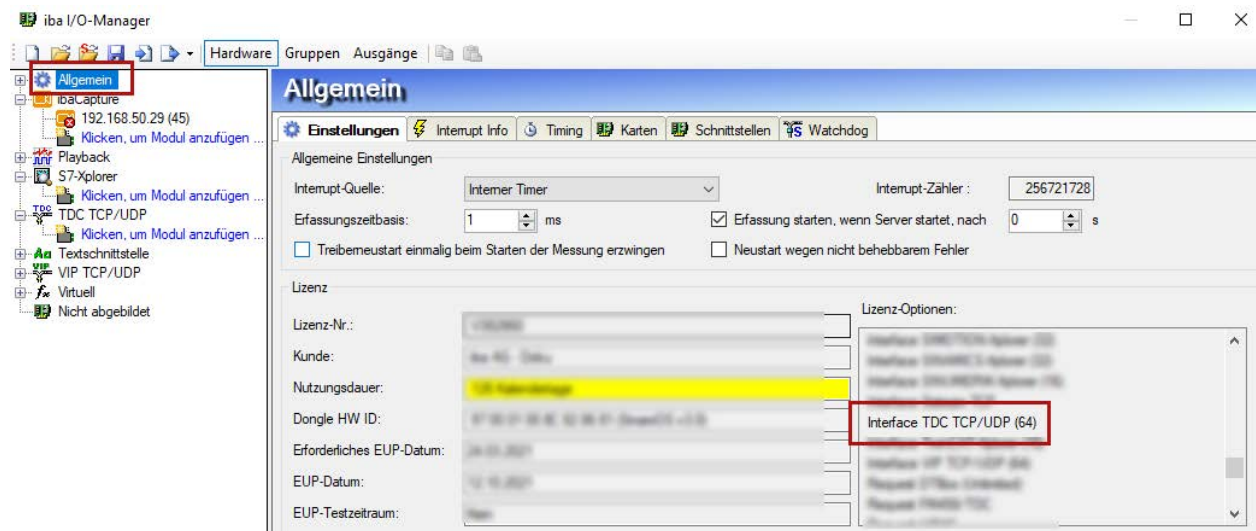 iba I/O-Manager
Hardware Gruppen Ausgänge
Allgemein
ibaCapture
192.168.50.29 (45)
Klicken, um Modul anzufügen ...
Playback
S7-Xplorer
Klicken, um Modul anzufügen ...
TDC TCP/UDP
Klicken, um Modul anzufügen ...
Textschnittstelle
VIP TCP/UDP
Virtuell
Nicht abgebildet
Allgemein
Einstellungen Interrupt Info Timing Karten Schnittstellen Watchdog
Allgemeine Einstellungen
Interrupt-Quelle: Interner Timer Interrupt-Zähler : 256721728
Erfassungszeitbasis: 1 ms Erfassung starten, wenn Server startet, nach 0 s
Treiberneustart einmalig beim Starten der Messung erzwingen Neustart wegen nicht behebbarem Fehler
Lizenz
Lizenz-Nr.:
Kunde:
Nutzungsdauer:
Dongle HW ID:
Erforderliches EUP-Datum:
EUP-Datum:
EUP-Testzeitraum:
Lizenz-Optionen:
Interface TDC TCP/UDP (64)